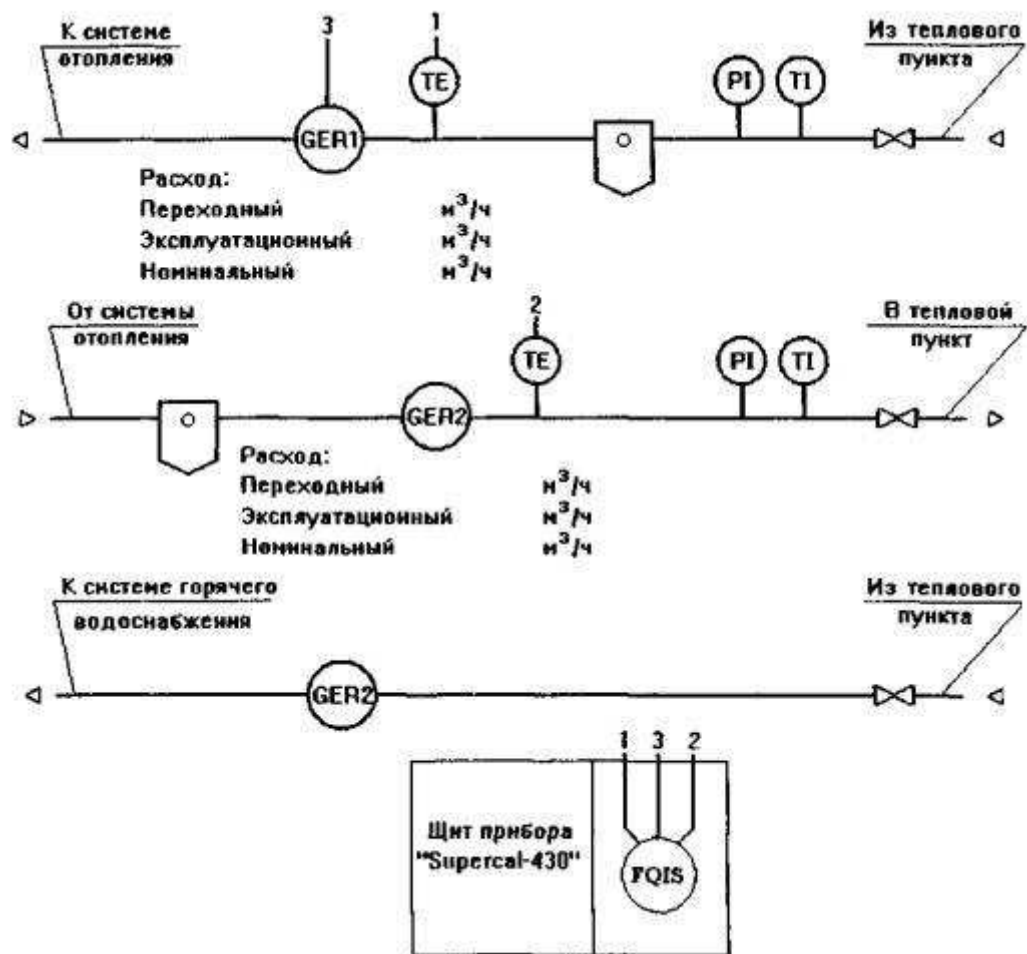 К системе
отопления
3
1
Из теплового
пункта
TE
PI
TI
GER1
Расход:
Переходный м³/ч
Эксплуатационный м³/ч
Номинальный м³/ч
От системы
отопления
2
В тепловой
пункт
TE
PI
TI
GER2
Расход:
Переходный м³/ч
Эксплуатационный м³/ч
Номинальный м³/ч
К системе горячего
водоснабжения
Из теплового
пункта
GER2
1 3 2
Щит прибора
"Supercal-430"
FQIS